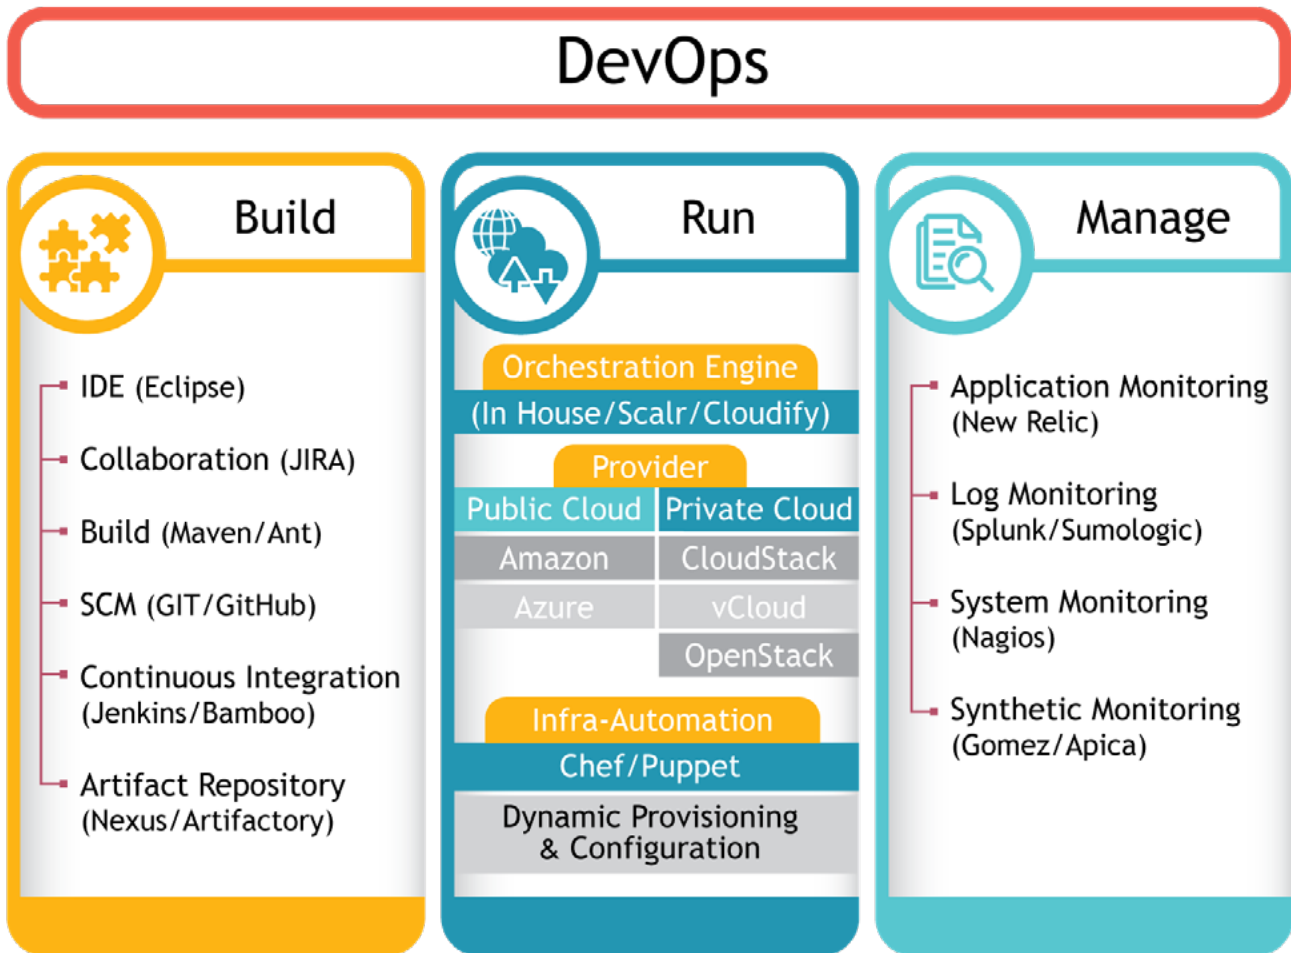 DevOps
Build
IDE (Eclipse)
Collaboration (JIRA)
Build (Maven/Ant)
SCM (GIT/GitHub)
Continuous Integration
(Jenkins/Bamboo)
Artifact Repository
(Nexus/Artifactory)
Run
Orchestration Engine
(In House/Scalr/Cloudify)
Provider
Public Cloud Private Cloud
Amazon CloudStack
Azure vCloud
OpenStack
Infra-Automation
Chef/Puppet
Dynamic Provisioning
& Configuration
Manage
Application Monitoring
(New Relic)
Log Monitoring
(Splunk/Sumologic)
System Monitoring
(Nagios)
Synthetic Monitoring
(Gomez/Apica)